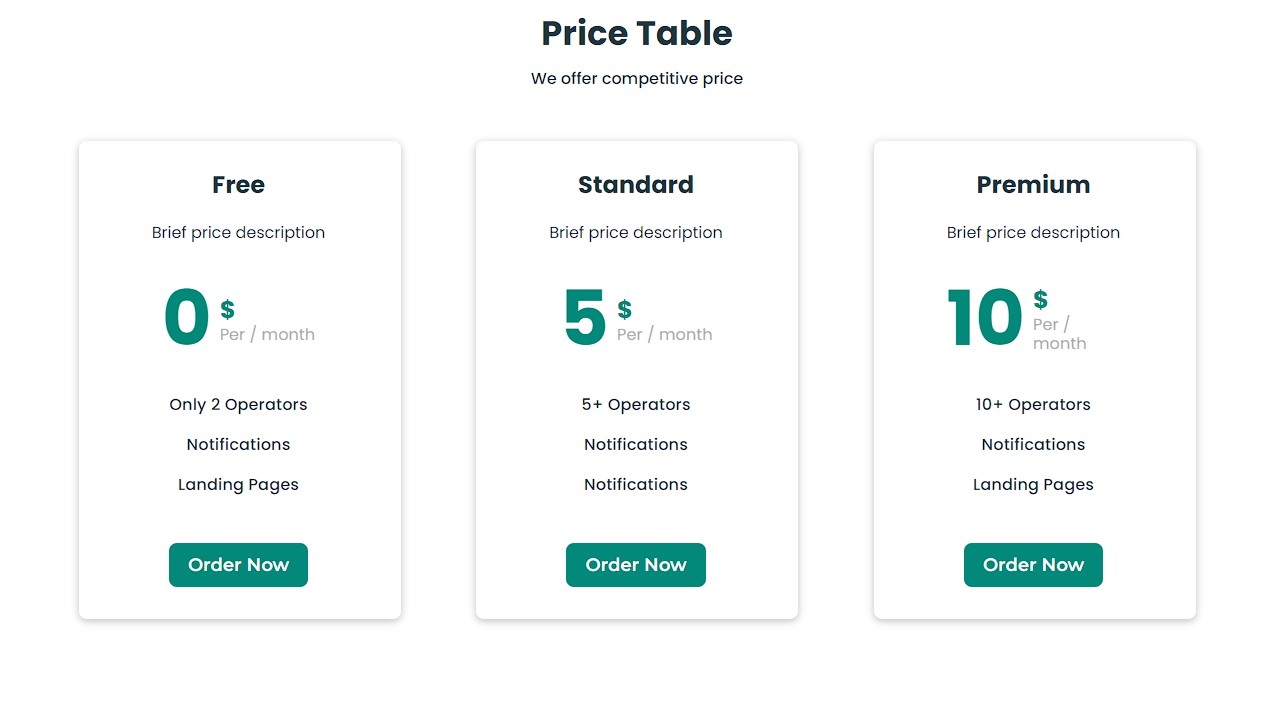 Price Table
We offer competitive price
Free
Brief price description
0 $
Per / month
Only 2 Operators
Notifications
Landing Pages
Order Now
Standard
Brief price description
5 $
Per / month
5+ Operators
Notifications
Notifications
Order Now
Premium
Brief price description
10 $
Per /
month
10+ Operators
Notifications
Landing Pages
Order Now